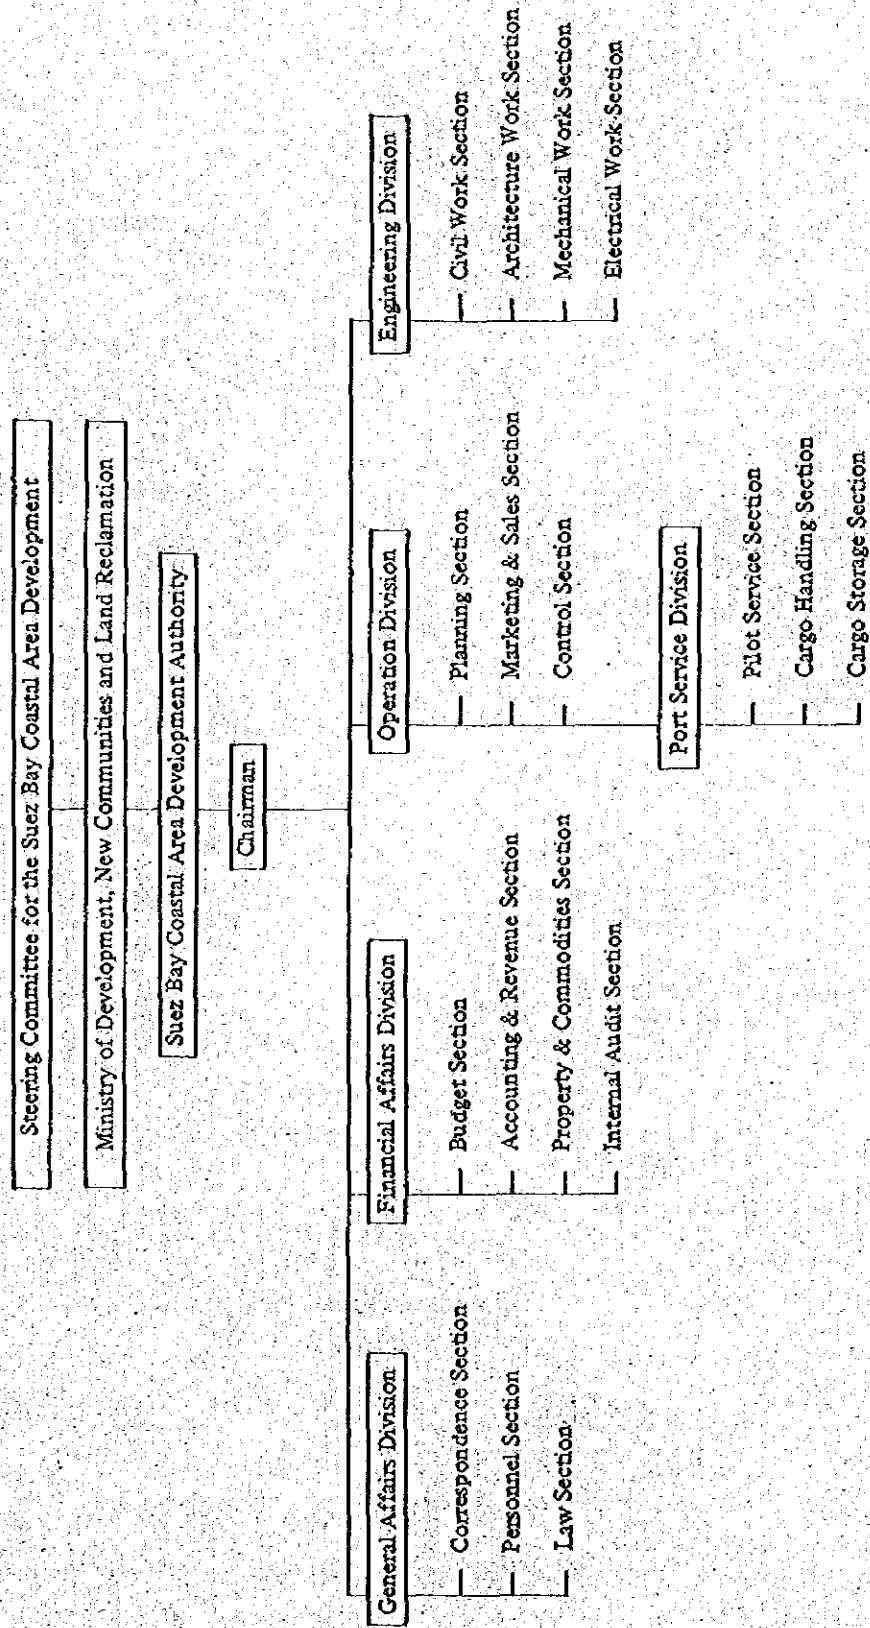 Steering Committee for the Suez Bay Coastal Area Development
Ministry of Development, New Communities and Land Reclamation
Suez Bay Coastal Area Development Authority
Chairman
General Affairs Division
Correspondence Section
Personnel Section
Law Section
Financial Affairs Division
Budget Section
Accounting & Revenue Section
Property & Commodities Section
Internal Audit Section
Operation Division
Planning Section
Marketing & Sales Section
Control Section
Port Service Division
Pilot Service Section
Cargo Handling Section
Cargo Storage Section
Engineering Division
Civil Work Section
Architecture Work Section
Mechanical Work Section
Electrical Work Section